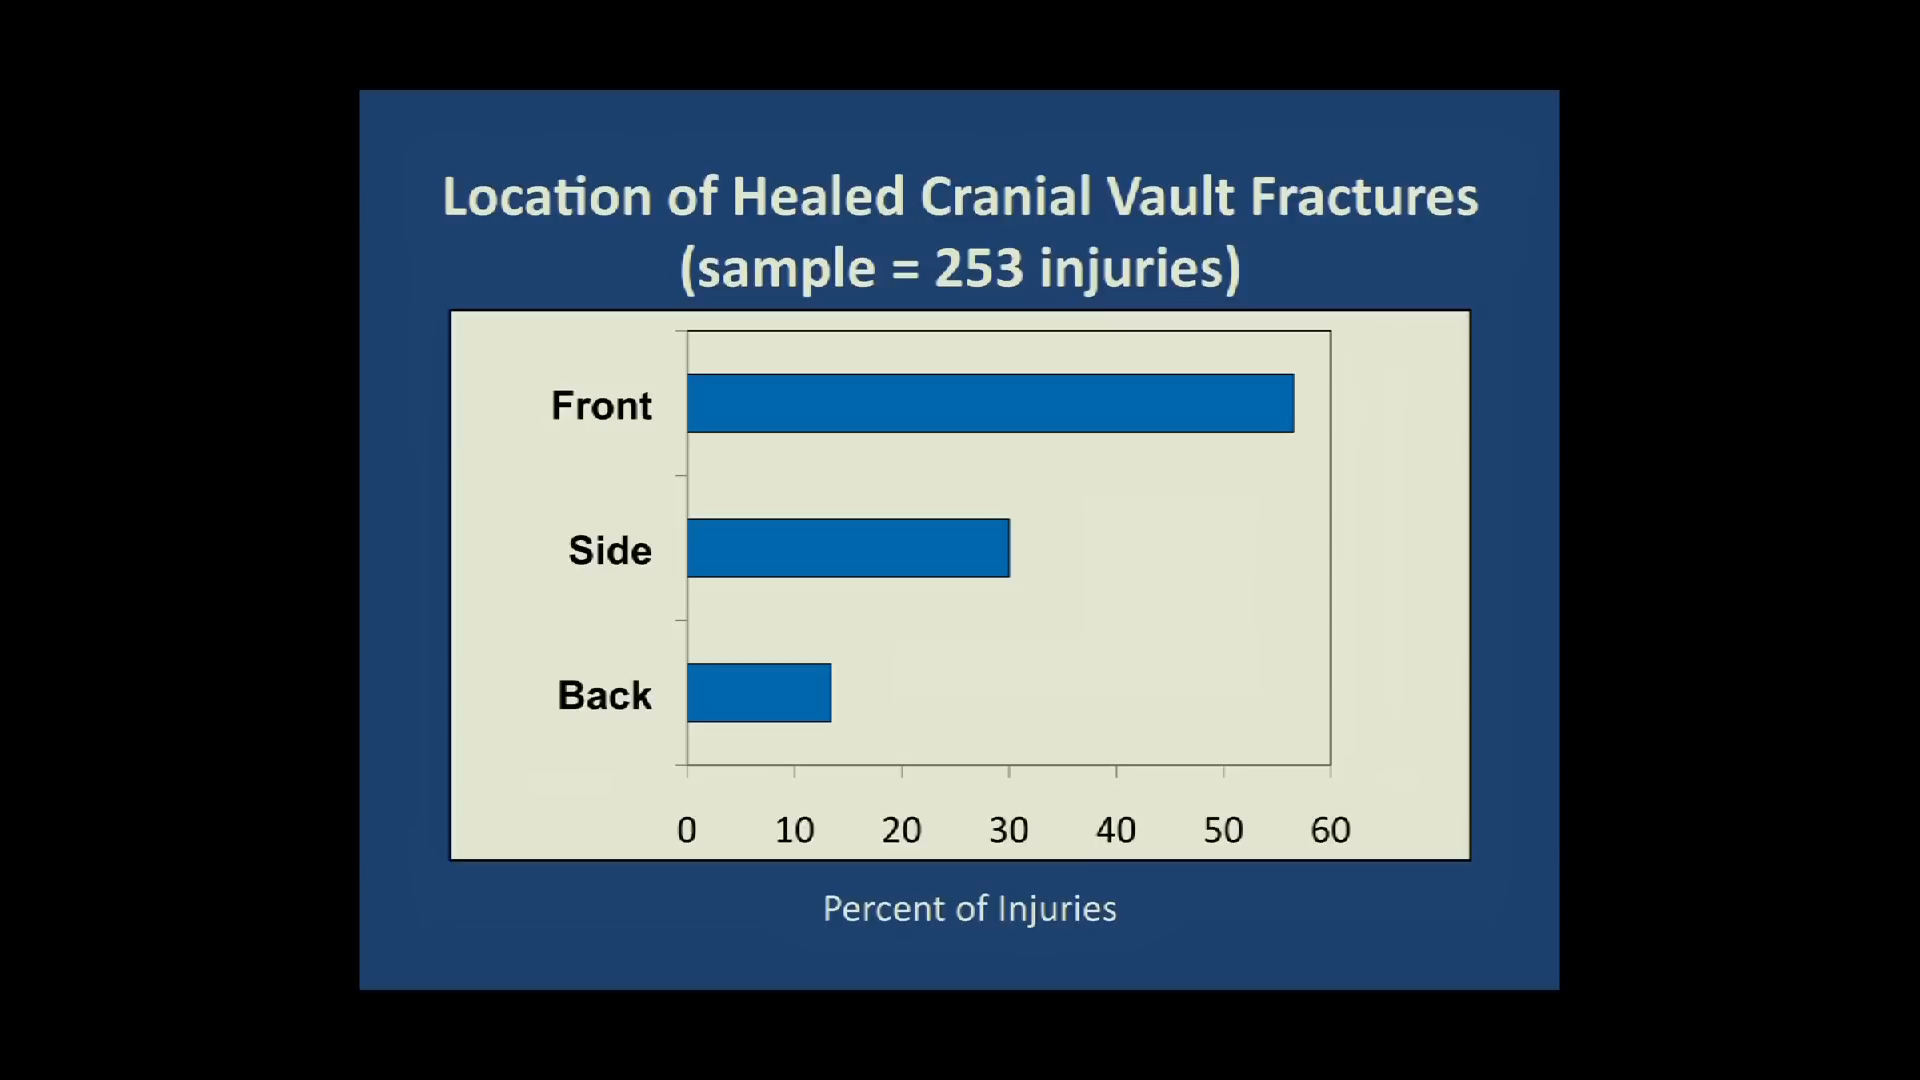 Location of Healed Cranial Vault Fractures
(sample = 253 injuries)
Front
Side
Back
0 10 20 30 40 50 60
Percent of Injuries